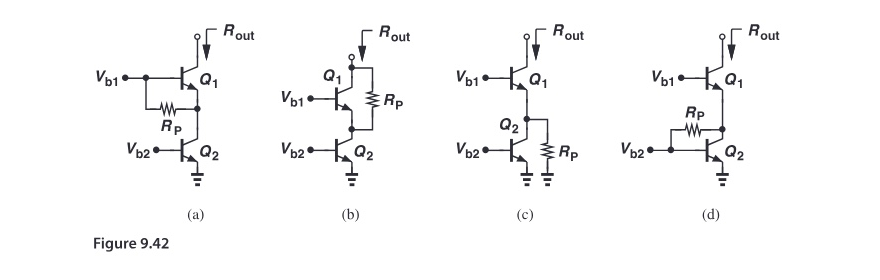 Rout
Vb1
Q1
RP
Vb2
Q2
(a)
Rout
Q1
Vb1
RP
Vb2
Q2
(b)
Rout
Vb1
Q1
Q2
Vb2
RP
(c)
Rout
Vb1
Q1
RP
Vb2
Q2
(d)
Figure 9.42